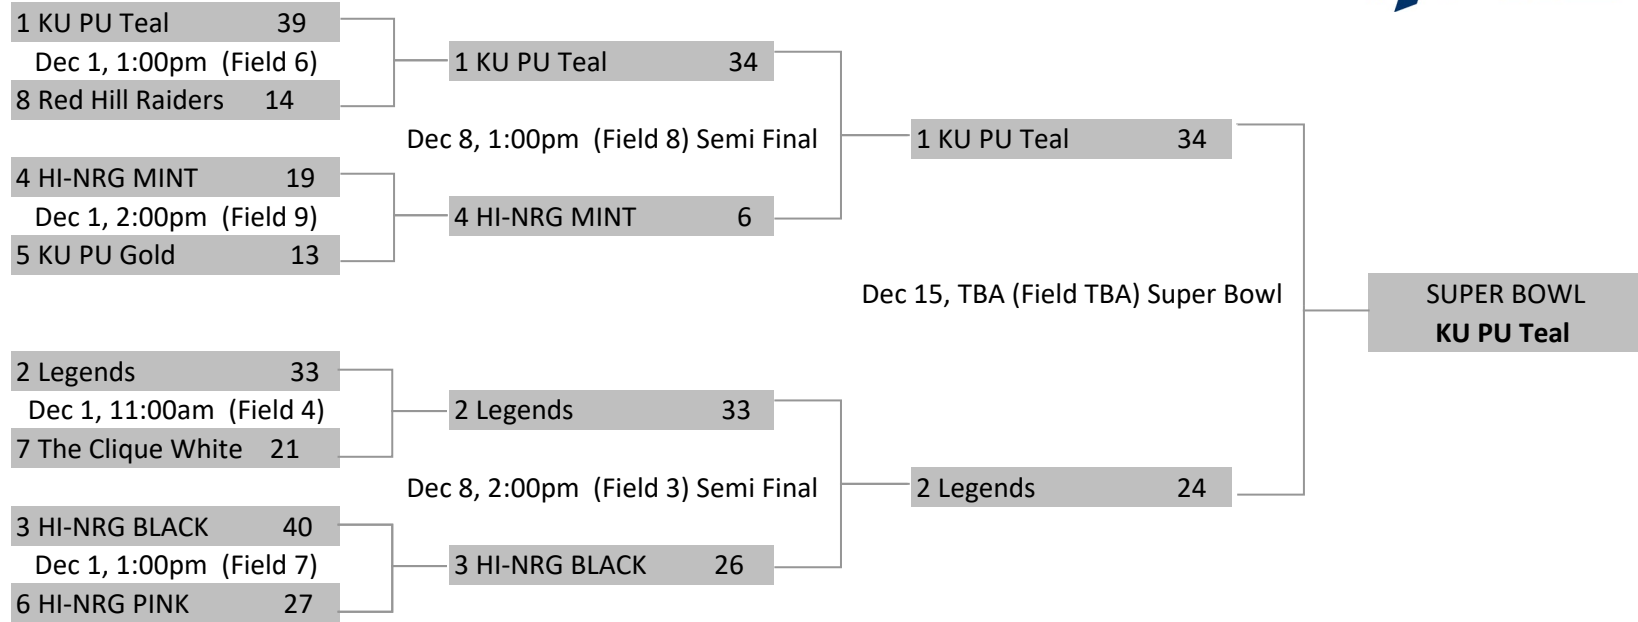 1 KU PU Teal 39
Dec 1, 1:00pm (Field 6)
8 Red Hill Raiders 14
1 KU PU Teal 34
Dec 8, 1:00pm (Field 8) Semi Final
4 HI-NRG MINT 19
Dec 1, 2:00pm (Field 9)
5 KU PU Gold 13
4 HI-NRG MINT 6
1 KU PU Teal 34
Dec 15, TBA (Field TBA) Super Bowl
SUPER BOWL
KU PU Teal
2 Legends 33
Dec 1, 11:00am (Field 4)
7 The Clique White 21
2 Legends 33
Dec 8, 2:00pm (Field 3) Semi Final
2 Legends 24
3 HI-NRG BLACK 40
Dec 1, 1:00pm (Field 7)
6 HI-NRG PINK 27
3 HI-NRG BLACK 26